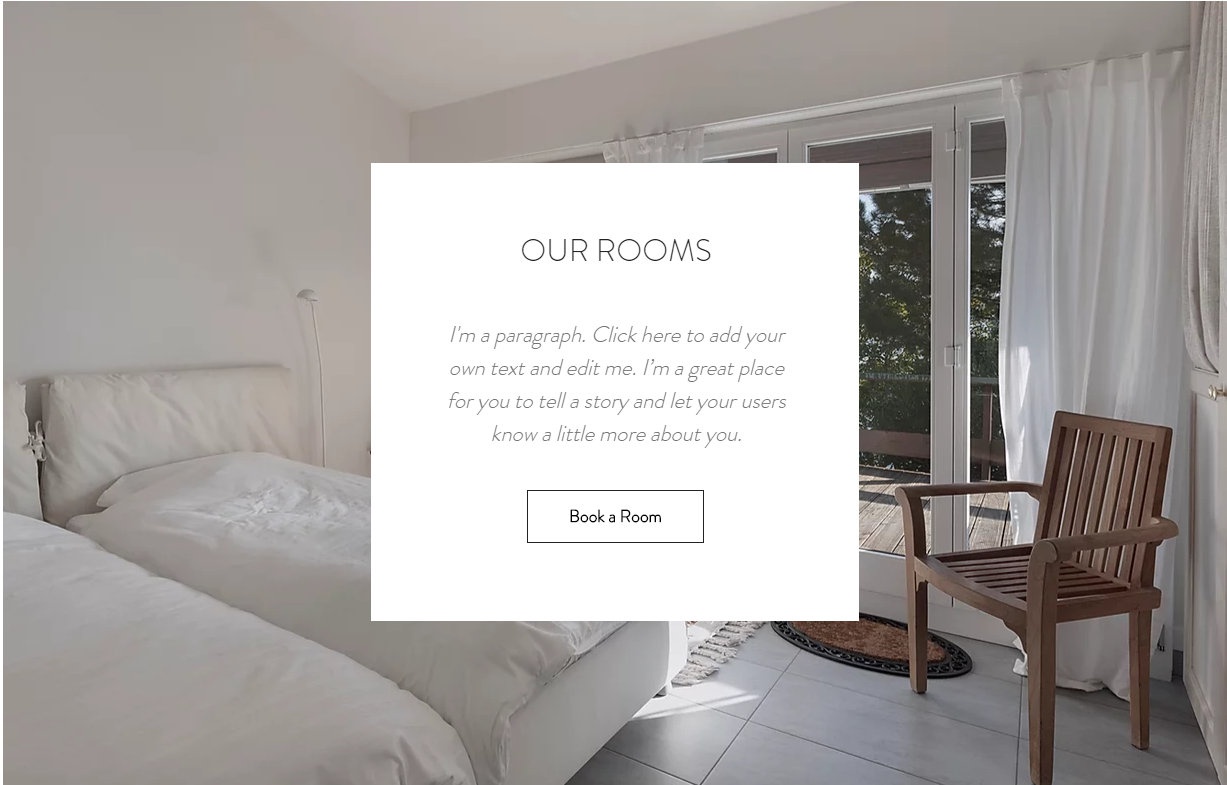 OUR ROOMS
I'm a paragraph. Click here to add your
own text and edit me. I’m a great place
for you to tell a story and let your users
know a little more about you.
Book a Room